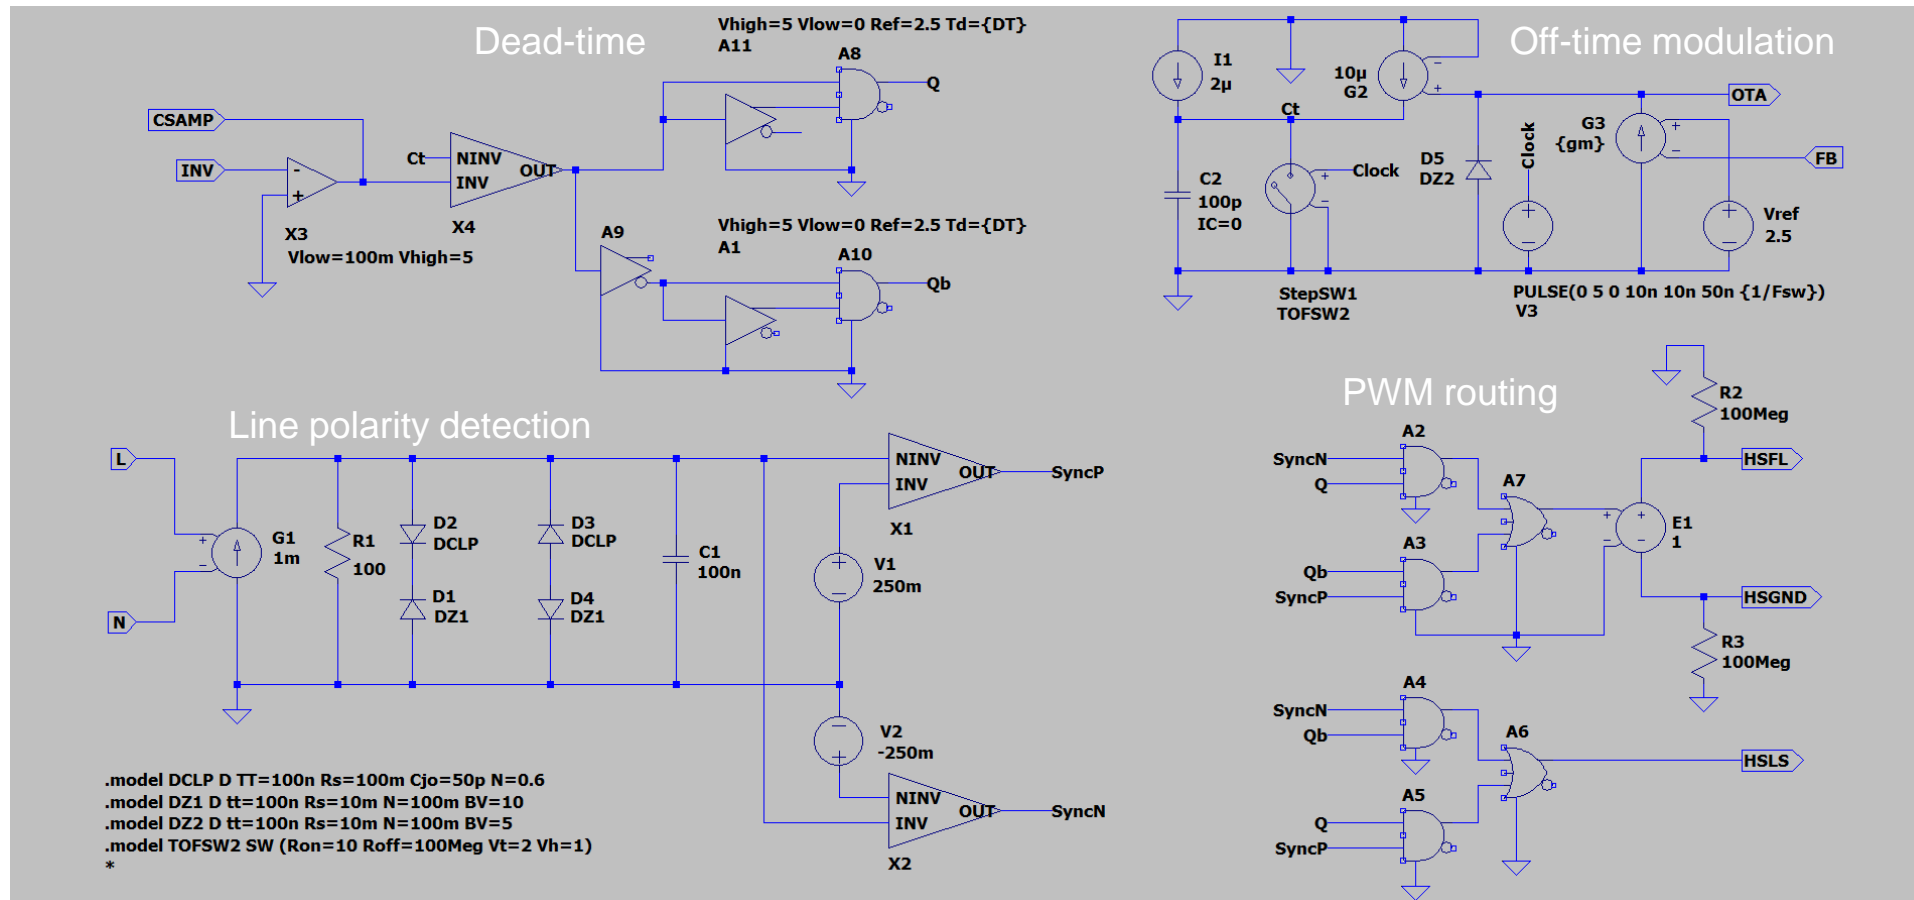 Dead-time
Vhigh=5 Vlow=0 Ref=2.5 Td={DT}
A11
A8
Q
CSAMP
INV
-
+
X3
Vlow=100m Vhigh=5
Ct
NINV
INV
OUT
X4
A9
Vhigh=5 Vlow=0 Ref=2.5 Td={DT}
A1
A10
Qb
Off-time modulation
I1
2µ
10µ
G2
-
+
OTA
Ct
G3
{gm}
+
-
FB
Clock
D5
DZ2
C2
100p
IC=0
+
-
Clock
+
-
+
-
Vref
2.5
StepSW1
TOFSW2
PULSE(0 5 0 10n 10n 50n {1/Fsw})
V3
Line polarity detection
L
N
+
-
G1
1m
R1
100
D2
DCLP
D1
DZ1
D3
DCLP
D4
DZ1
C1
100n
NINV
INV
OUT
SyncP
X1
+
-
V1
250m
-
+
V2
-250m
NINV
INV
OUT
SyncN
X2
.model DCLP D TT=100n Rs=100m Cjo=50p N=0.6
.model DZ1 D tt=100n Rs=10m N=100m BV=10
.model DZ2 D tt=100n Rs=10m N=100m BV=5
.model TOFSW2 SW (Ron=10 Roff=100Meg Vt=2 Vh=1)
*
PWM routing
R2
100Meg
HSFL
A2
SyncN
Q
A7
A3
Qb
SyncP
+
-
+
-
E1
1
HSGND
R3
100Meg
A4
SyncN
Qb
A6
HSLS
A5
Q
SyncP